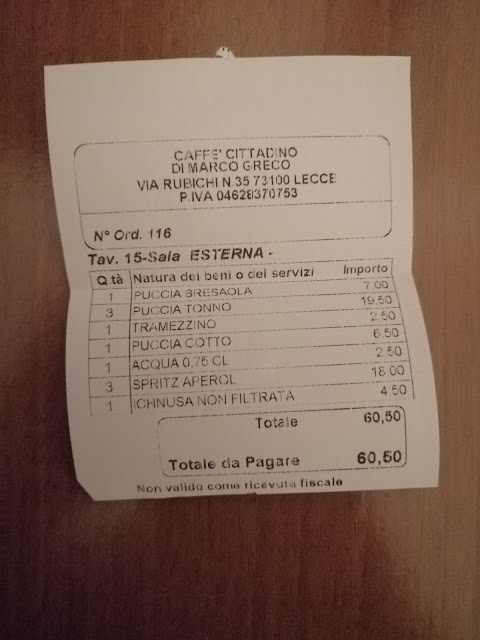 CAFFE' CITTADINO
DI MARCO GRECO
VIA RUBICHI N.35 73100 LECCE
P.IVA 04628370753
N° Ord. 116
Tav. 15-Sala ESTERNA -
Q.tà Natura dei beni o dei servizi Importo
1 PUCCIA BRESAOLA 7.00
3 PUCCIA TONNO 19.50
1 TRAMEZZINO 2.50
1 PUCCIA COTTO 6.50
1 ACQUA 0,75 CL 2.50
3 SPRITZ APEROL 18.00
1 ICHNUSA NON FILTRATA 4.50
Totale 60,50
Totale da Pagare 60,50
Non valido come ricevuta fiscale